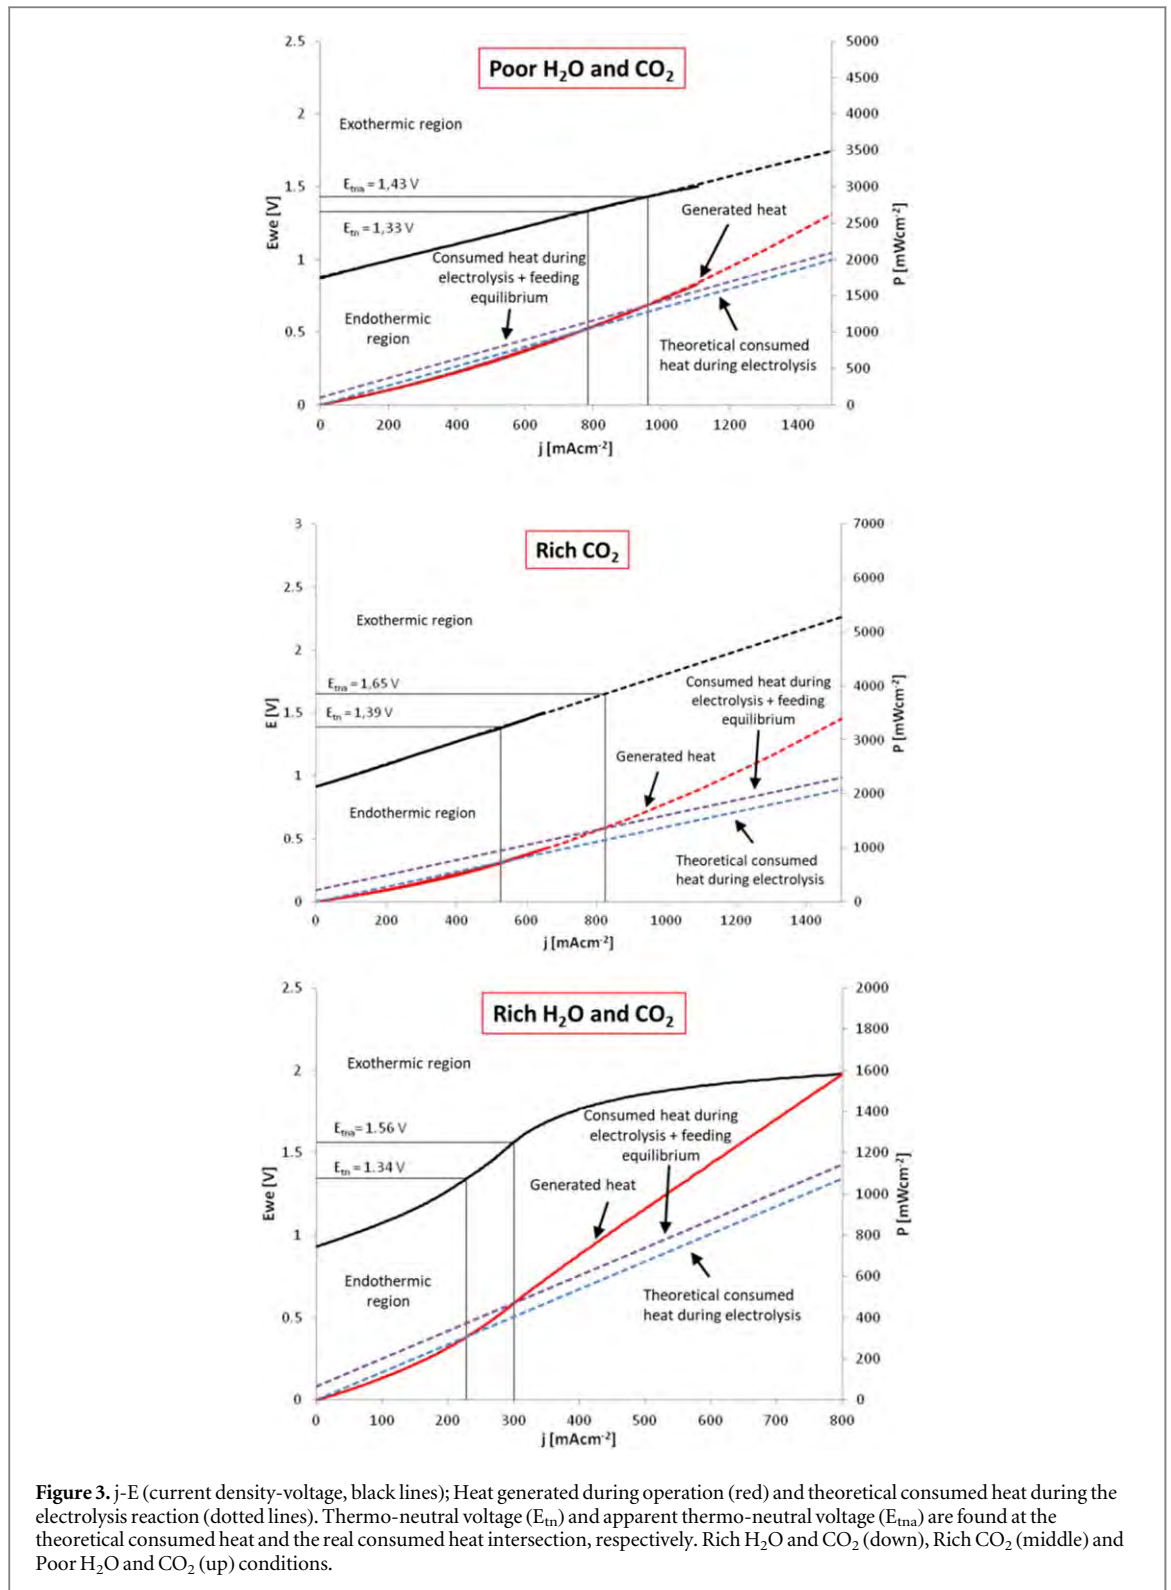 Poor H₂O and CO₂
2.5
2
1.5
1
0.5
0
Ewe [V]
5000
4500
4000
3500
3000
2500
2000
1500
1000
500
0
P [mWcm⁻²]
Exothermic region
Eₜₙₐ = 1,43 V
Eₜₙ = 1,33 V
Generated heat
Consumed heat during
electrolysis + feeding
equilibrium
Endothermic
region
Theoretical consumed
heat during electrolysis
0 200 400 600 800 1000 1200 1400
j [mAcm⁻²]
Rich CO₂
3
2.5
2
1.5
1
0.5
0
E [V]
7000
6000
5000
4000
3000
2000
1000
0
P [mWcm⁻²]
Exothermic region
Eₜₙₐ = 1,65 V
Eₜₙ = 1,39 V
Consumed heat during
electrolysis + feeding
equilibrium
Generated heat
Endothermic region
Theoretical consumed
heat during electrolysis
0 200 400 600 800 1000 1200 1400
j [mAcm⁻²]
Rich H₂O and CO₂
2.5
2
1.5
1
0.5
0
Ewe [V]
2000
1800
1600
1400
1200
1000
800
600
400
200
0
P [mWcm⁻²]
Exothermic region
Eₜₙₐ= 1.56 V
Eₜₙ = 1.34 V
Consumed heat during
electrolysis + feeding
equilibrium
Generated heat
Endothermic
region
Theoretical consumed
heat during electrolysis
0 100 200 300 400 500 600 700 800
j [mAcm⁻²]
Figure 3. j-E (current density-voltage, black lines); Heat generated during operation (red) and theoretical consumed heat during the
electrolysis reaction (dotted lines). Thermo-neutral voltage (Eₜₙ) and apparent thermo-neutral voltage (Eₜₙₐ) are found at the
theoretical consumed heat and the real consumed heat intersection, respectively. Rich H₂O and CO₂ (down), Rich CO₂ (middle) and
Poor H₂O and CO₂ (up) conditions.